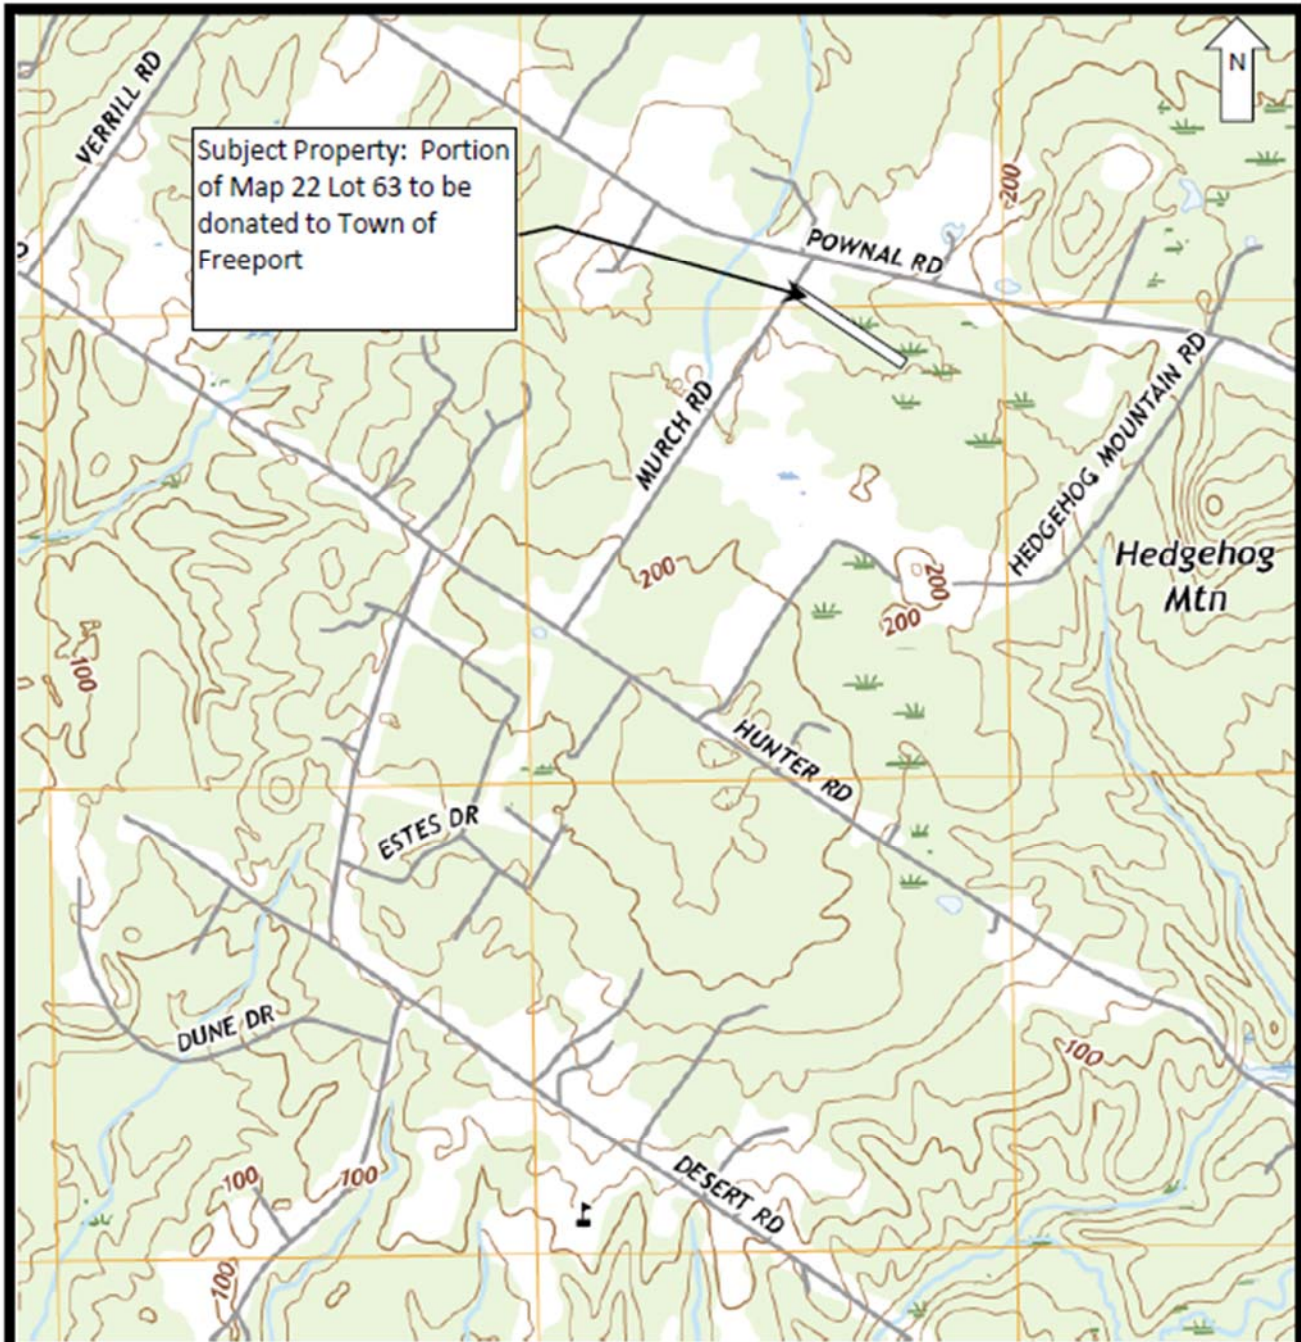 N
VERRILL RD
Subject Property: Portion
of Map 22 Lot 63 to be
donated to Town of
Freeport
200
POWNAL RD
MURCH RD
HEDGEHOG MOUNTAIN RD
Hedgehog
Mtn
200
200
200
100
HUNTER RD
ESTES DR
DUNE DR
100
100
100
DESERT RD
100